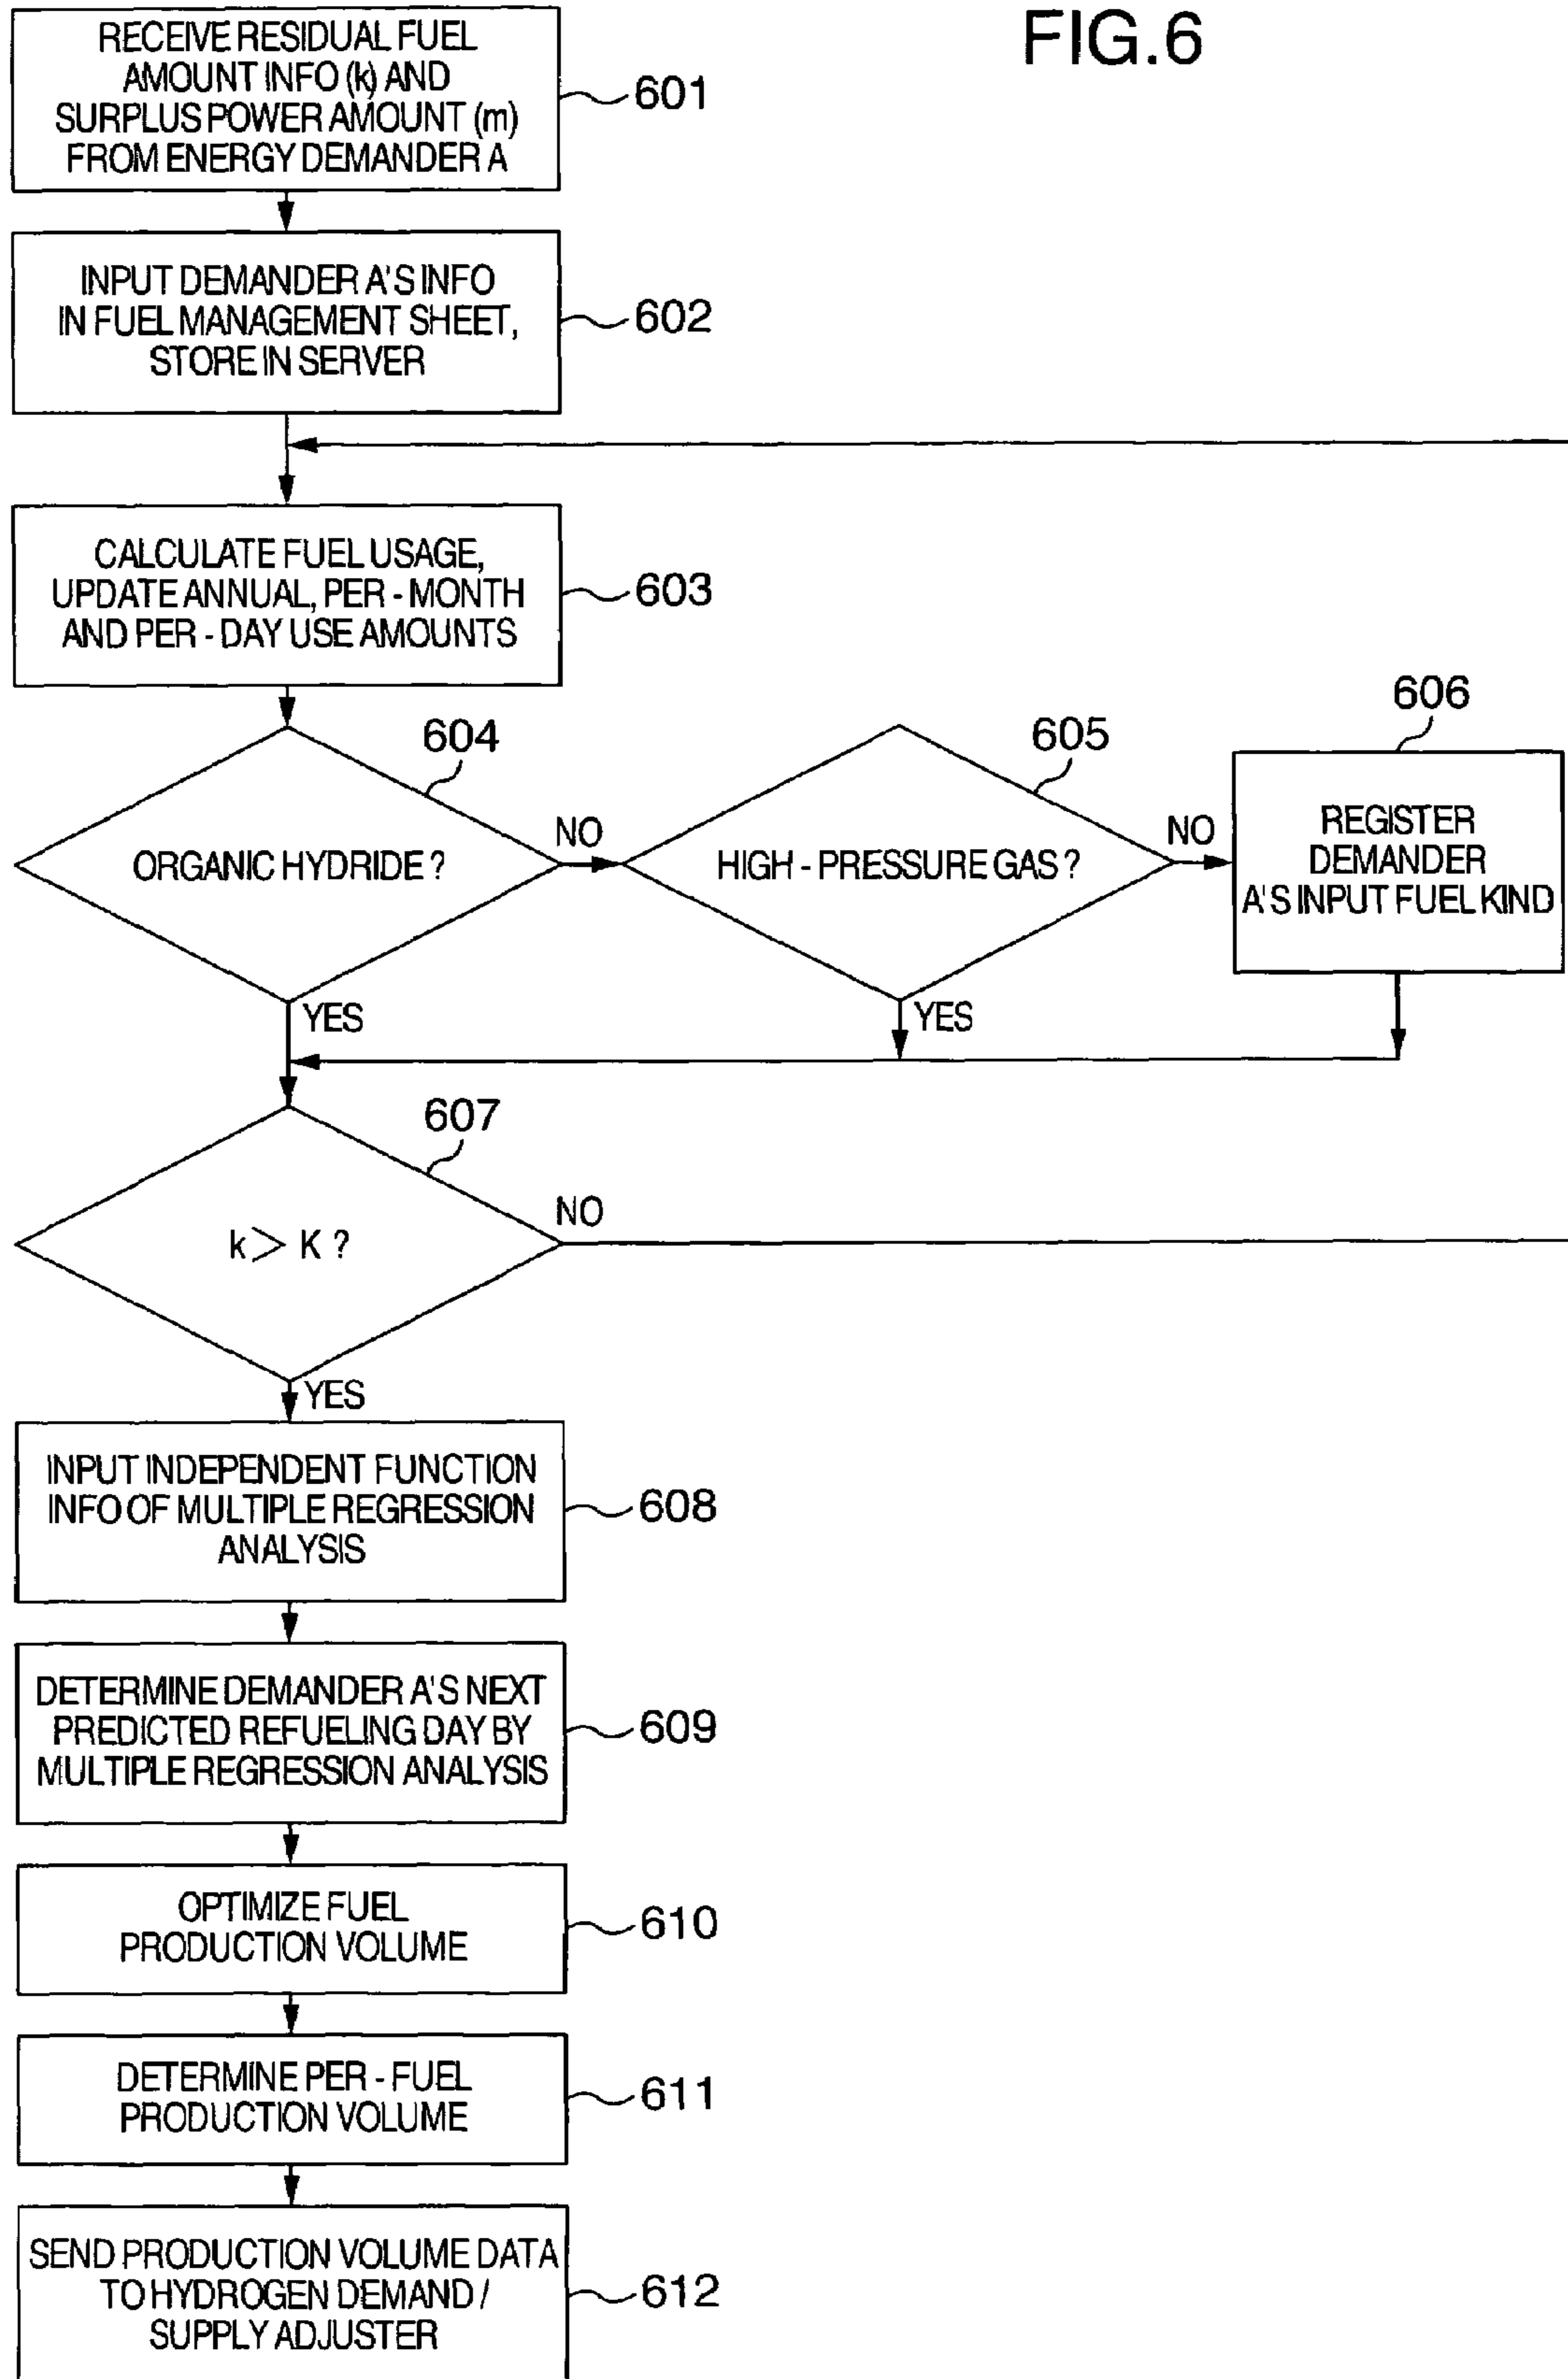 FIG.6
RECEIVE RESIDUAL FUEL
AMOUNT INFO (k) AND
SURPLUS POWER AMOUNT (m)
FROM ENERGY DEMANDER A
601
INPUT DEMANDER A'S INFO
IN FUEL MANAGEMENT SHEET,
STORE IN SERVER
602
CALCULATE FUEL USAGE,
UPDATE ANNUAL, PER - MONTH
AND PER - DAY USE AMOUNTS
603
604
ORGANIC HYDRIDE ?
NO
YES
605
HIGH - PRESSURE GAS ?
NO
YES
606
REGISTER
DEMANDER
A'S INPUT FUEL KIND
607
k > K ?
NO
YES
INPUT INDEPENDENT FUNCTION
INFO OF MULTIPLE REGRESSION
ANALYSIS
608
DETERMINE DEMANDER A'S NEXT
PREDICTED REFUELING DAY BY
MULTIPLE REGRESSION ANALYSIS
609
OPTIMIZE FUEL
PRODUCTION VOLUME
610
DETERMINE PER - FUEL
PRODUCTION VOLUME
611
SEND PRODUCTION VOLUME DATA
TO HYDROGEN DEMAND /
SUPPLY ADJUSTER
612